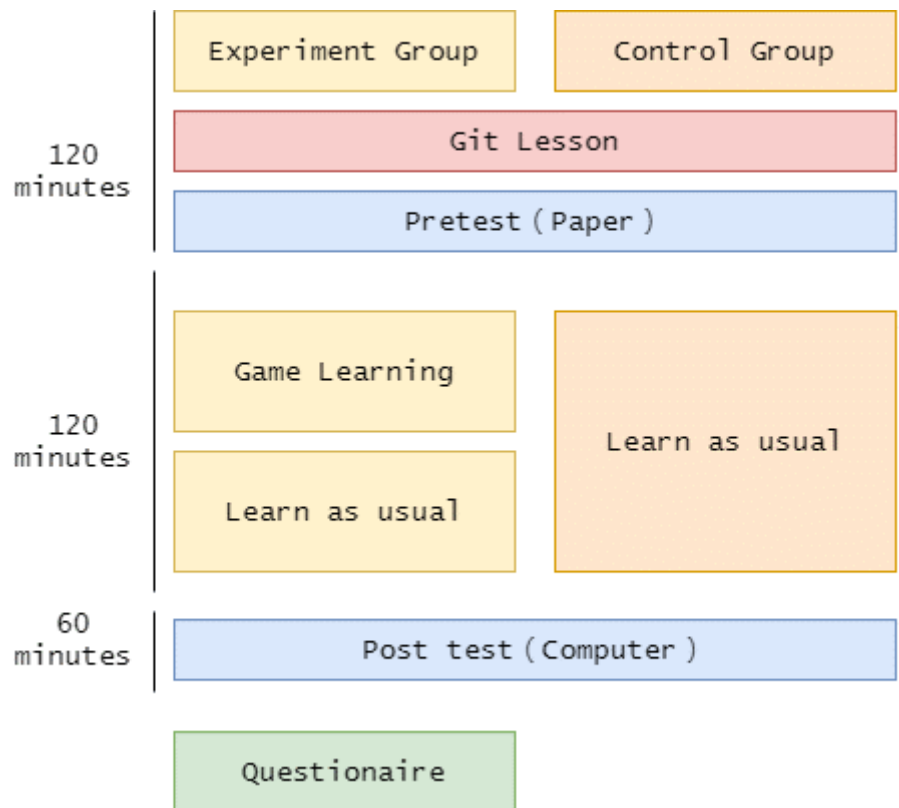 Experiment Group
Control Group
120
minutes
Git Lesson
Pretest (Paper)
120
minutes
Game Learning
Learn as usual
Learn as usual
60
minutes
Post test (Computer)
Questionaire